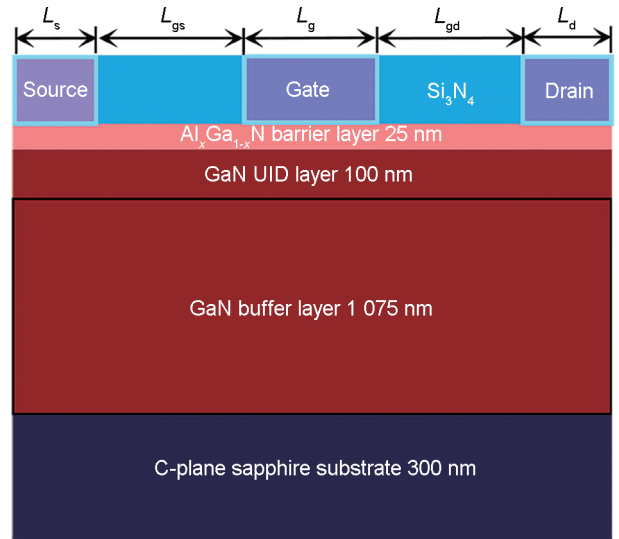 Ls Lgs Lg Lgd Ld
Source Gate Si3N4 Drain
AlxGa1-xN barrier layer 25 nm
GaN UID layer 100 nm
GaN buffer layer 1 075 nm
C-plane sapphire substrate 300 nm